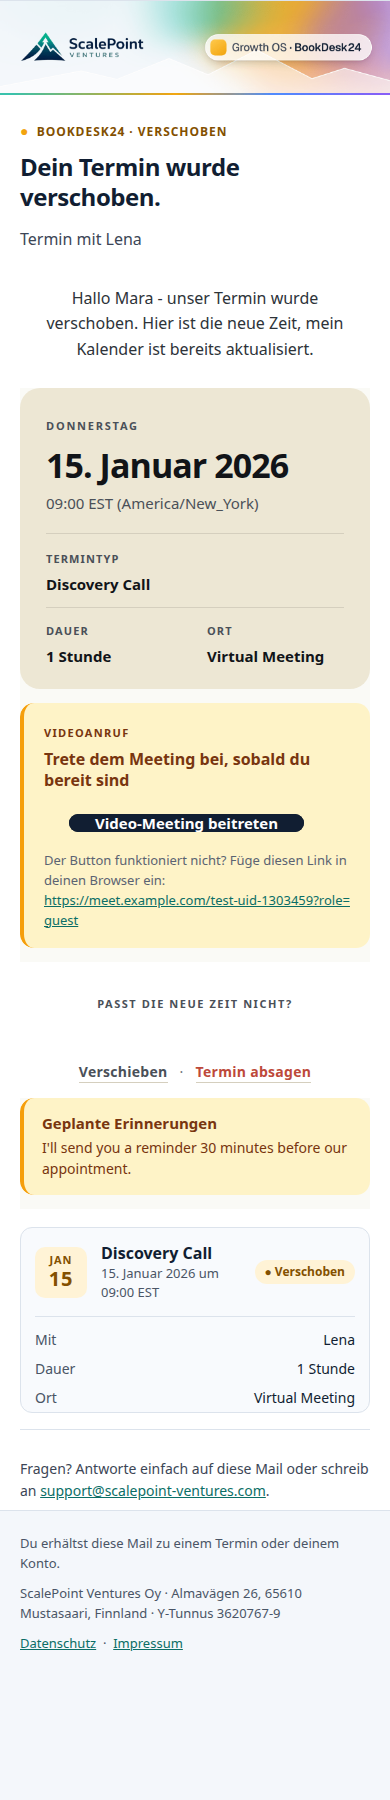 ScalePoint
VENTURES
Growth OS · BookDesk24
BOOKDESK24 · VERSCHOBEN
Dein Termin wurde
verschoben.
Termin mit Lena
Hallo Mara - unser Termin wurde
verschoben. Hier ist die neue Zeit, mein
Kalender ist bereits aktualisiert.
DONNERSTAG
15. Januar 2026
09:00 EST (America/New_York)
TERMINTYP
Discovery Call
DAUER ORT
1 Stunde Virtual Meeting
VIDEOANRUF
Trete dem Meeting bei, sobald du
bereit sind
Video-Meeting beitreten
Der Button funktioniert nicht? Füge diesen Link in
deinen Browser ein:
https://meet.example.com/test-uid-1303459?role=
guest
PASST DIE NEUE ZEIT NICHT?
Verschieben · Termin absagen
Geplante Erinnerungen
I'll send you a reminder 30 minutes before our
appointment.
JAN
15
Discovery Call
15. Januar 2026 um
09:00 EST
● Verschoben
Mit Lena
Dauer 1 Stunde
Ort Virtual Meeting
Fragen? Antworte einfach auf diese Mail oder schreib
an support@scalepoint-ventures.com.
Du erhältst diese Mail zu einem Termin oder deinem
Konto.
ScalePoint Ventures Oy · Almavägen 26, 65610
Mustasaari, Finnland · Y-Tunnus 3620767-9
Datenschutz · Impressum